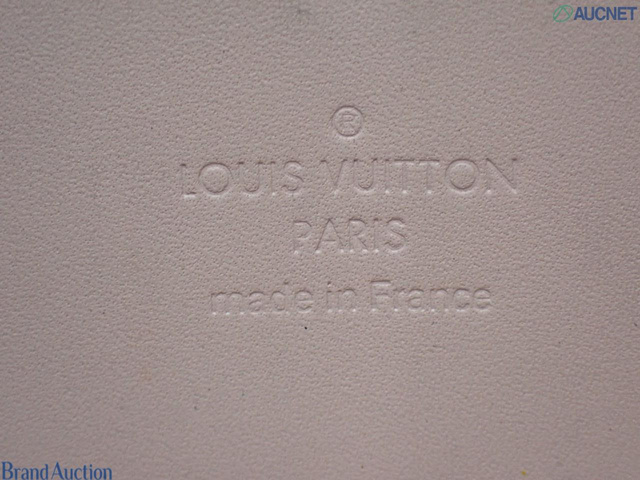 AUCNET
®
LOUIS VUITTON
PARIS
made in France
Brand Auction